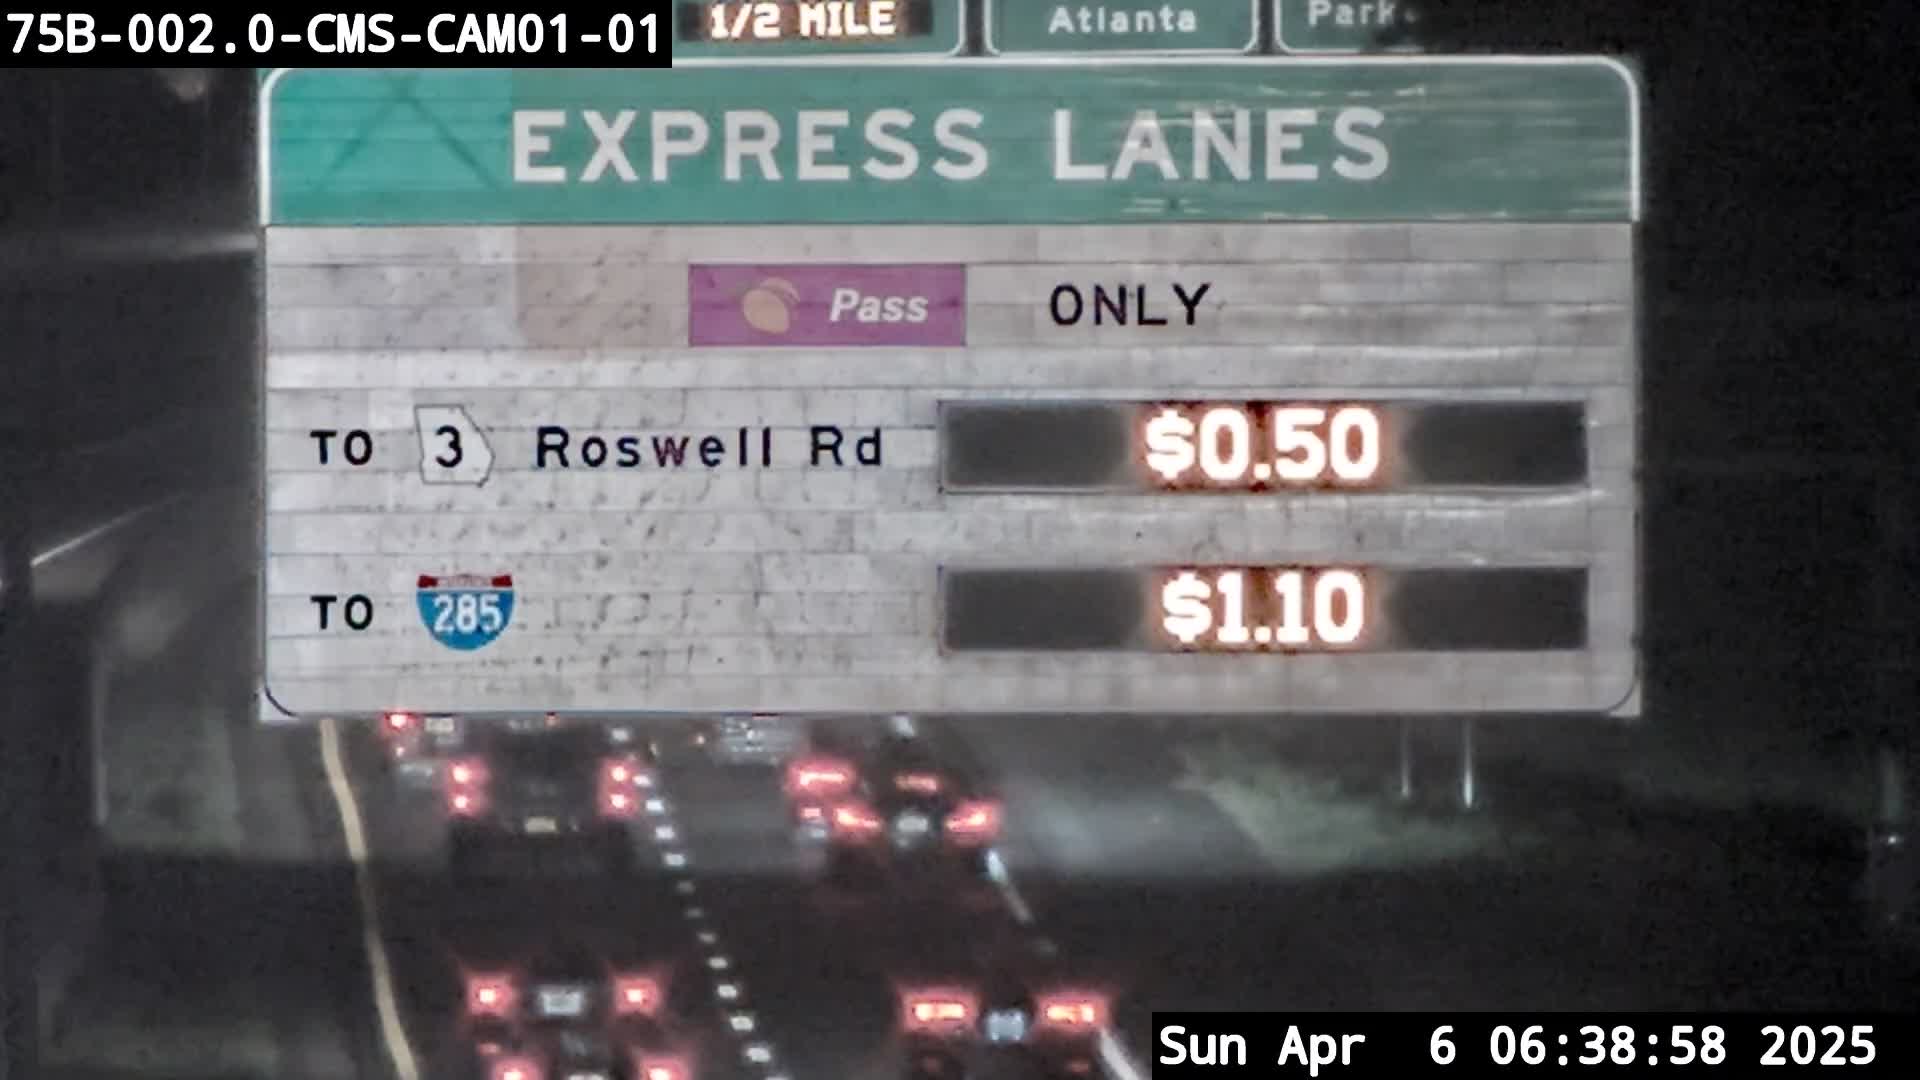 75B-002.0-CMS-CAM01-01
1/2 MILE
Atlanta
Park
EXPRESS LANES
Pass ONLY
TO 3 Roswell Rd $0.50
TO 285 $1.10
Sun Apr 6 06:38:58 2025